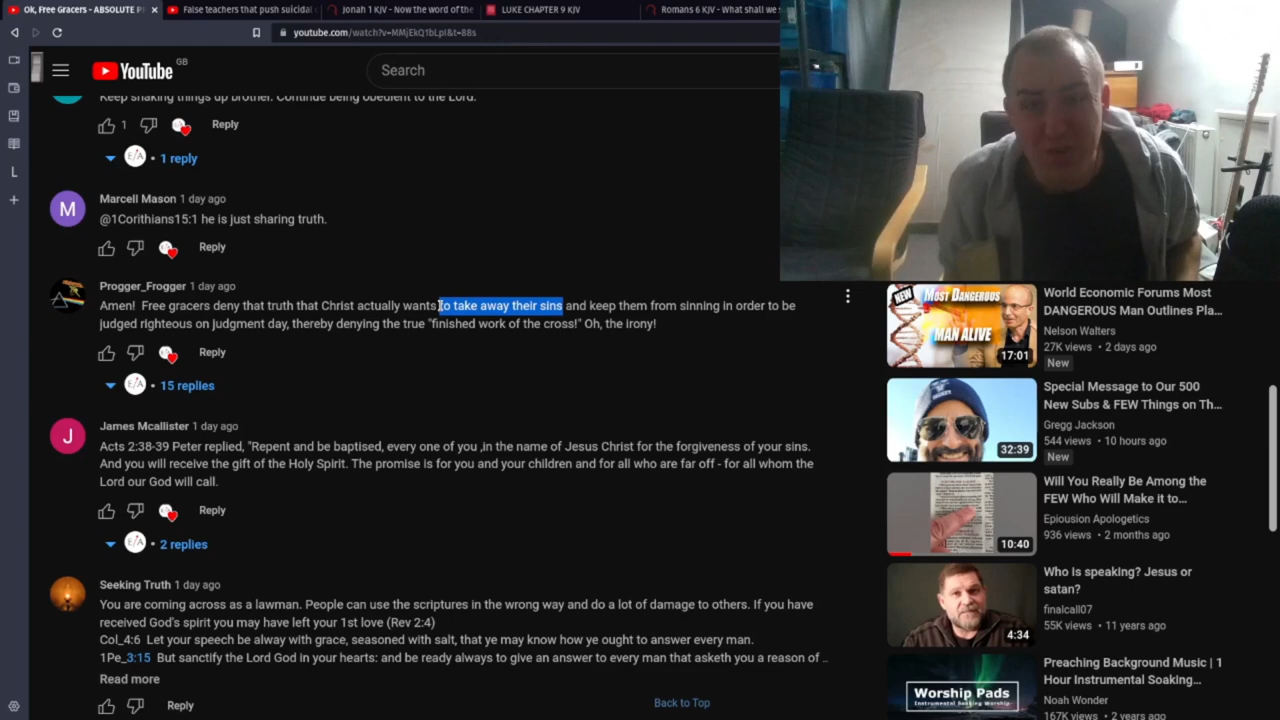 Ok, Free Gracers - ABSOLUTE P
False teachers that push suicidal
Jonah 1 KJV - Now the word of the
LUKE CHAPTER 9 KJV
Romans 6 KJV - What shall we s
youtube.com/watch?v=MMjEkQ1bLpI&t=88s
YouTube GB
Search
Keep shaking things up brother. Continue being obedient to the Lord.
1 Reply
E/A • 1 reply
L
M
Marcell Mason 1 day ago
@1Corithians15:1 he is just sharing truth.
Reply
Progger_Frogger 1 day ago
Amen! Free gracers deny that truth that Christ actually wants to take away their sins and keep them from sinning in order to be
judged righteous on judgment day, thereby denying the true "finished work of the cross!" Oh, the irony!
Reply
E/A • 15 replies
J
James Mcallister 1 day ago
Acts 2:38-39 Peter replied, "Repent and be baptised, every one of you ,in the name of Jesus Christ for the forgiveness of your sins.
And you will receive the gift of the Holy Spirit. The promise is for you and your children and for all who are far off - for all whom the
Lord our God will call.
Reply
E/A • 2 replies
Seeking Truth 1 day ago
You are coming across as a lawman. People can use the scriptures in the wrong way and do a lot of damage to others. If you have
received God's spirit you may have left your 1st love (Rev 2:4)
Col_4:6 Let your speech be alway with grace, seasoned with salt, that ye may know how ye ought to answer every man.
1Pe_3:15 But sanctify the Lord God in your hearts: and be ready always to give an answer to every man that asketh you a reason of ..
Read more
Reply
Back to Top
NEW
MOST DANGEROUS
MAN ALIVE
17:01
World Economic Forums Most
DANGEROUS Man Outlines Pla...
Nelson Walters
27K views • 2 days ago
New
32:39
Special Message to Our 500
New Subs & FEW Things on Th...
Gregg Jackson
544 views • 10 hours ago
New
10:40
Will You Really Be Among the
FEW Who Will Make it to...
Epiousion Apologetics
936 views • 2 months ago
4:34
Who is speaking? Jesus or
satan?
finalcall07
55K views • 11 years ago
Worship Pads
Instrumental Soaking Worship
Preaching Background Music | 1
Hour Instrumental Soaking...
Noah Wonder
167K views • 2 years ago